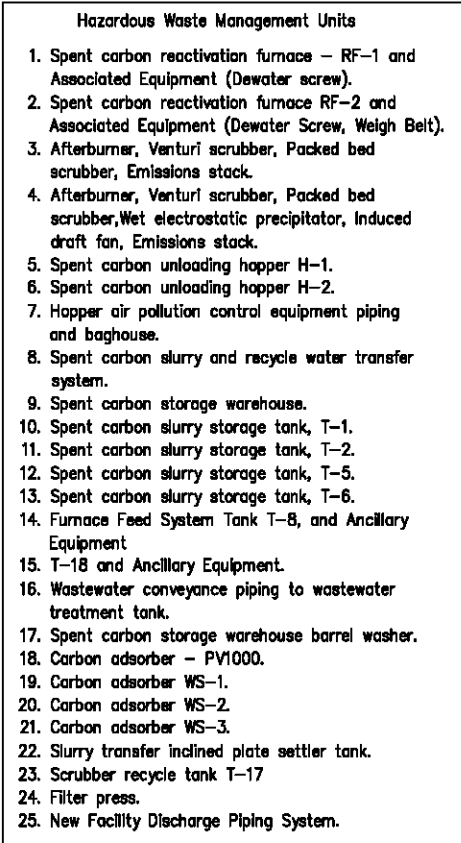 Hazardous Waste Management Units
1. Spent carbon reactivation furnace – RF-1 and
Associated Equipment (Dewater screw).
2. Spent carbon reactivation furnace RF-2 and
Associated Equipment (Dewater Screw, Weigh Belt).
3. Afterburner, Venturi scrubber, Packed bed
scrubber, Emissions stack.
4. Afterburner, Venturi scrubber, Packed bed
scrubber,Wet electrostatic precipitator, Induced
draft fan, Emissions stack.
5. Spent carbon unloading hopper H-1.
6. Spent carbon unloading hopper H-2.
7. Hopper air pollution control equipment piping
and baghouse.
8. Spent carbon slurry and recycle water transfer
system.
9. Spent carbon storage warehouse.
10. Spent carbon slurry storage tank, T-1.
11. Spent carbon slurry storage tank, T-2.
12. Spent carbon slurry storage tank, T-5.
13. Spent carbon slurry storage tank, T-6.
14. Furnace Feed System Tank T-8, and Ancillary
Equipment
15. T-18 and Ancillary Equipment.
16. Wastewater conveyance piping to wastewater
treatment tank.
17. Spent carbon storage warehouse barrel washer.
18. Carbon adsorber – PV1000.
19. Carbon adsorber WS-1.
20. Carbon adsorber WS-2.
21. Carbon adsorber WS-3.
22. Slurry transfer inclined plate settler tank.
23. Scrubber recycle tank T-17
24. Filter press.
25. New Facility Discharge Piping System.